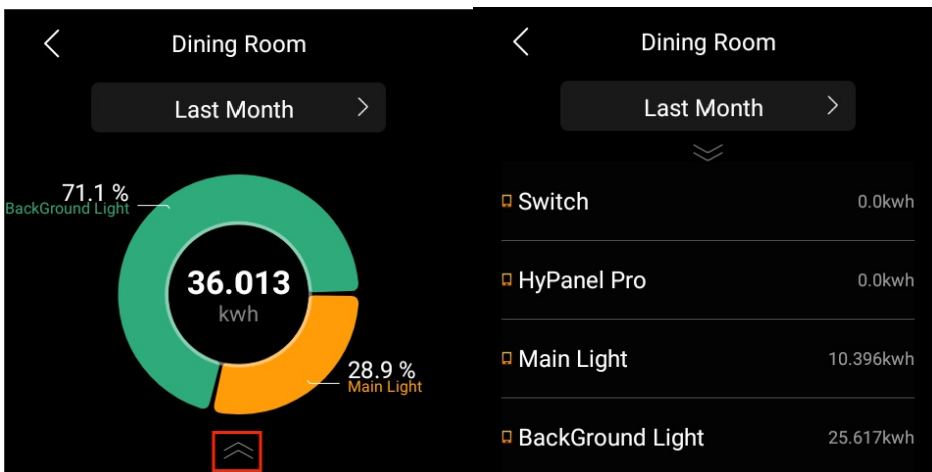 Dining Room
Last Month
71.1 %
BackGround Light
36.013
kwh
28.9 %
Main Light
Dining Room
Last Month
Switch 0.0kwh
HyPanel Pro 0.0kwh
Main Light 10.396kwh
BackGround Light 25.617kwh